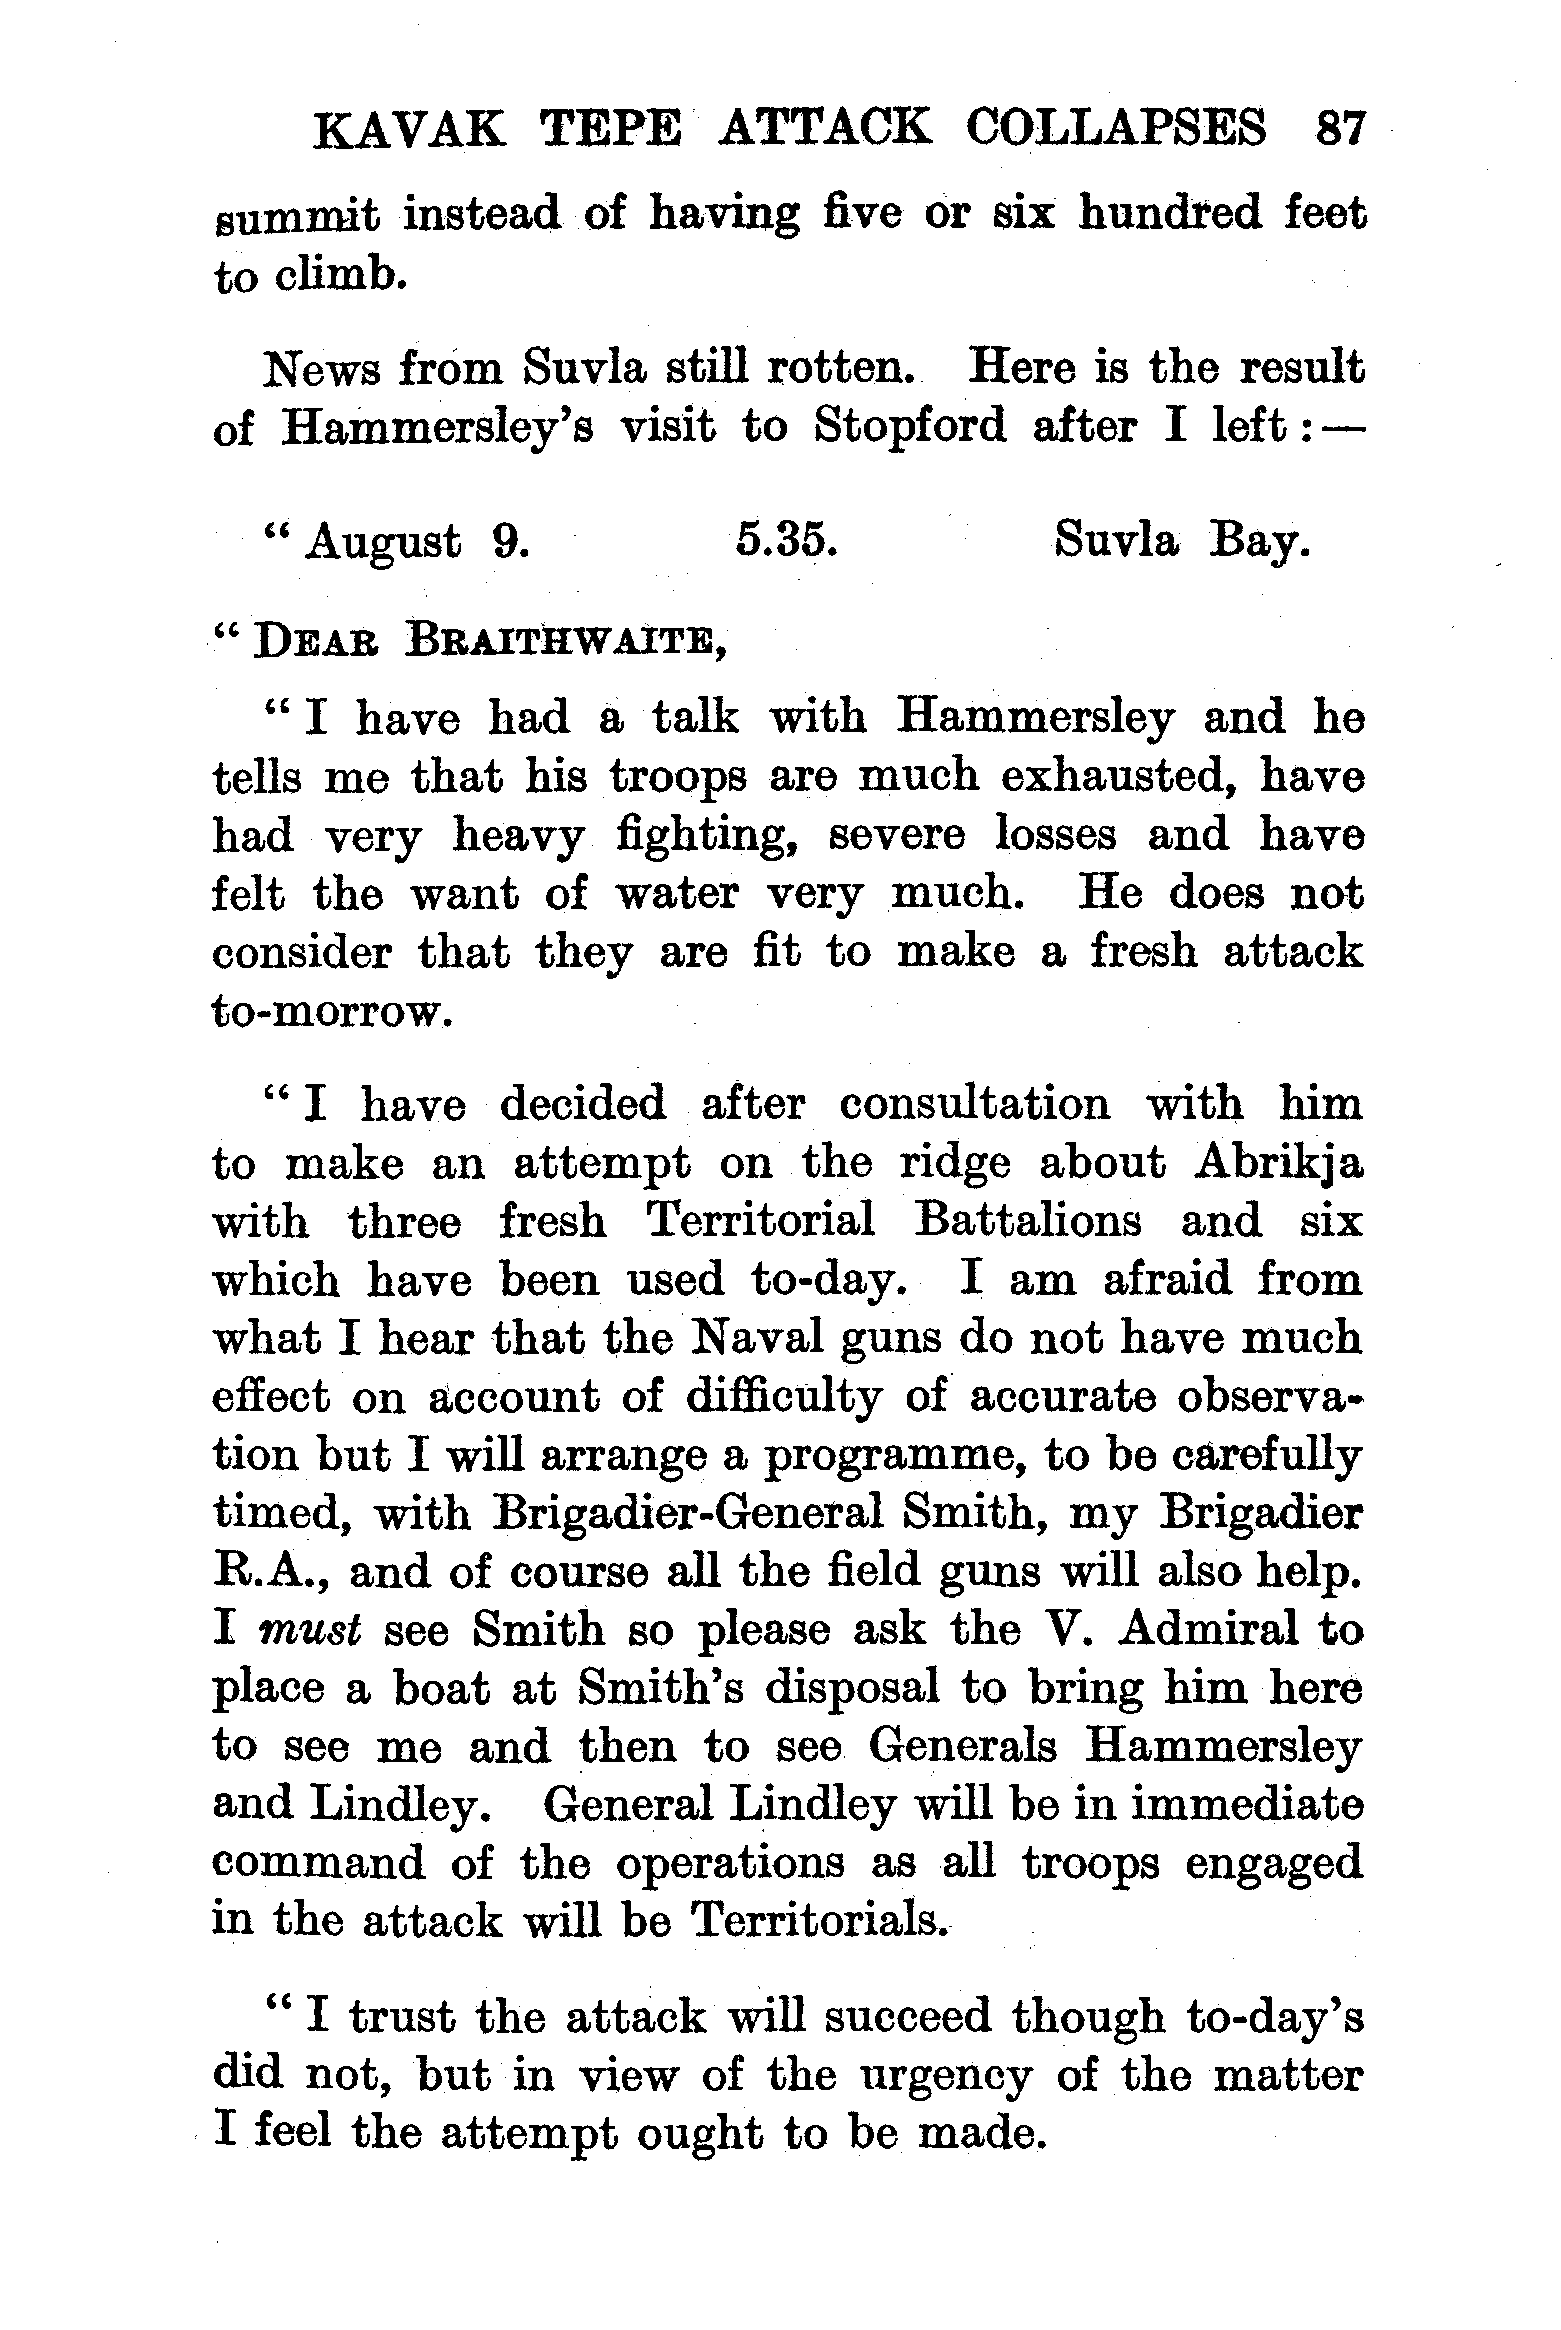 KAVAK TEPE ATTACK COLLAPSES 87
summit instead of having five or six hundred feet
to climb.
News from Suvla still rotten. Here is the result
of Hammersley's visit to Stopford after I left:—
"August 9. 5.35. Suvla Bay.
"DEAR BRAITHWAITE,
"I have had a talk with Hammersley and he
tells me that his troops are much exhausted, have
had very heavy fighting, severe losses and have
felt the want of water very much. He does not
consider that they are fit to make a fresh attack
to-morrow.
"I have decided after consultation with him
to make an attempt on the ridge about Abrikja
with three fresh Territorial Battalions and six
which have been used to-day. I am afraid from
what I hear that the Naval guns do not have much
effect on account of difficulty of accurate observa-
tion but I will arrange a programme, to be carefully
timed, with Brigadier-General Smith, my Brigadier
R.A., and of course all the field guns will also help.
I must see Smith so please ask the V. Admiral to
place a boat at Smith's disposal to bring him here
to see me and then to see Generals Hammersley
and Lindley. General Lindley will be in immediate
command of the operations as all troops engaged
in the attack will be Territorials.
"I trust the attack will succeed though to-day's
did not, but in view of the urgency of the matter
I feel the attempt ought to be made.